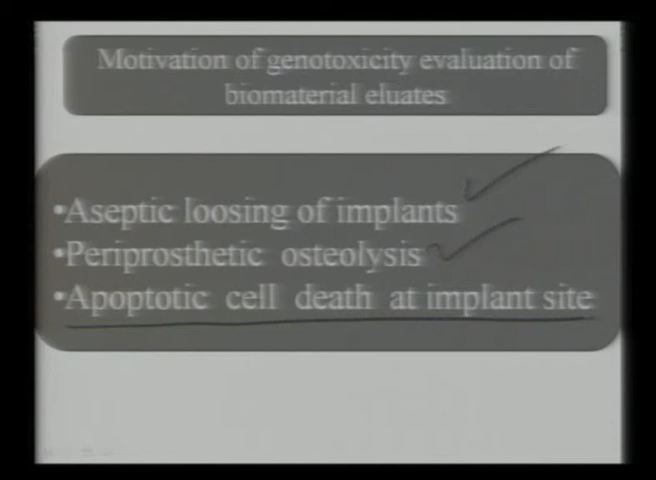 Motivation of genotoxicity evaluation of
biomaterial eluates
•Aseptic loosing of implants
•Periprosthetic osteolysis
•Apoptotic cell death at implant site